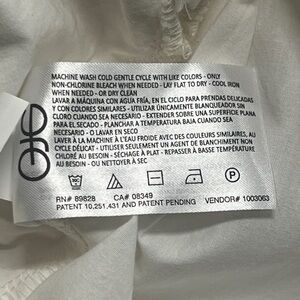 MACHINE WASH COLD GENTLE CYCLE WITH LIKE COLORS - ONLY
NON-CHLORINE BLEACH WHEN NEEDED - LAY FLAT TO DRY - COOL IRON
WHEN NEEDED - OR DRY CLEAN
LAVAR A MÁQUINA CON AGUA FRÍA, EN EL CICLO PARA PRENDAS DELICADAS
Y CON COLORES SIMILARES - UTILIZAR ÚNICAMENTE BLANQUEADOR SIN
CLORO CUANDO SEA NECESARIO - EXTENDER SOBRE UNA SUPERFICIE PLANA
PARA EL SECADO - PLANCHAR A TEMPERATURA BAJA CUANDO SEA
NECESARIO - O LAVAR EN SECO
LAVER À LA MACHINE À L'EAU FROIDE AVEC DES COULEURS SIMILAIRES, AU
CYCLE DÉLICAT - UTILISER SEULEMENT UN AGENT DE BLANCHIMENT NON
CHLORÉ AU BESOIN - SÉCHAGE À PLAT - REPASSER À BASSE TEMPÉRATURE
AU BESOIN - OU NETTOYER À SEC
P
RN# 89828 CA# 08349
PATENT 10,251,431 AND PATENT PENDING VENDOR# 1003063